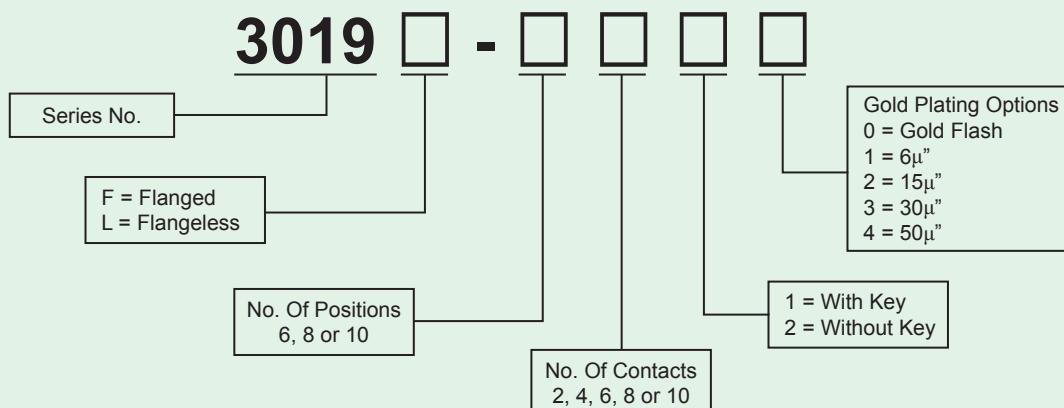 3019 □ - □ □ □ □
Series No.
F = Flanged
L = Flangeless
No. Of Positions
6, 8 or 10
No. Of Contacts
2, 4, 6, 8 or 10
1 = With Key
2 = Without Key
Gold Plating Options
0 = Gold Flash
1 = 6μ”
2 = 15μ”
3 = 30μ”
4 = 50μ”